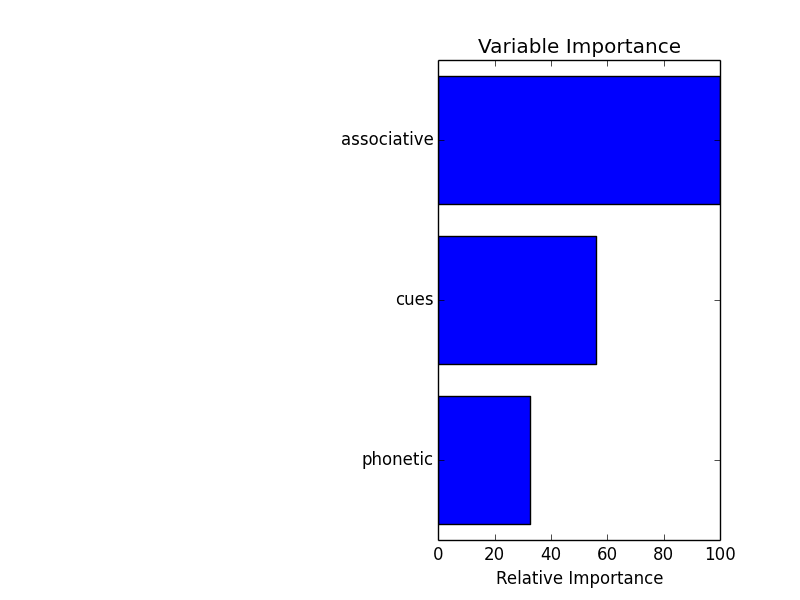 Variable Importance
associative
cues
phonetic
0 20 40 60 80 100
Relative Importance